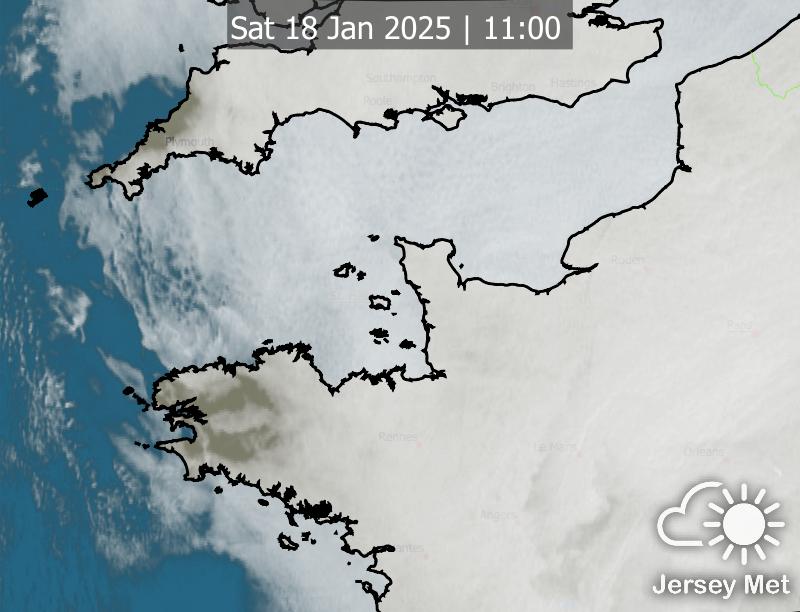 Sat 18 Jan 2025 | 11:00
Southampton
Brighton
Hastings
Poole
Plymouth
Rouen
Paris
Rennes
Le Mans
Orleans
Angers
Nantes
Jersey Met